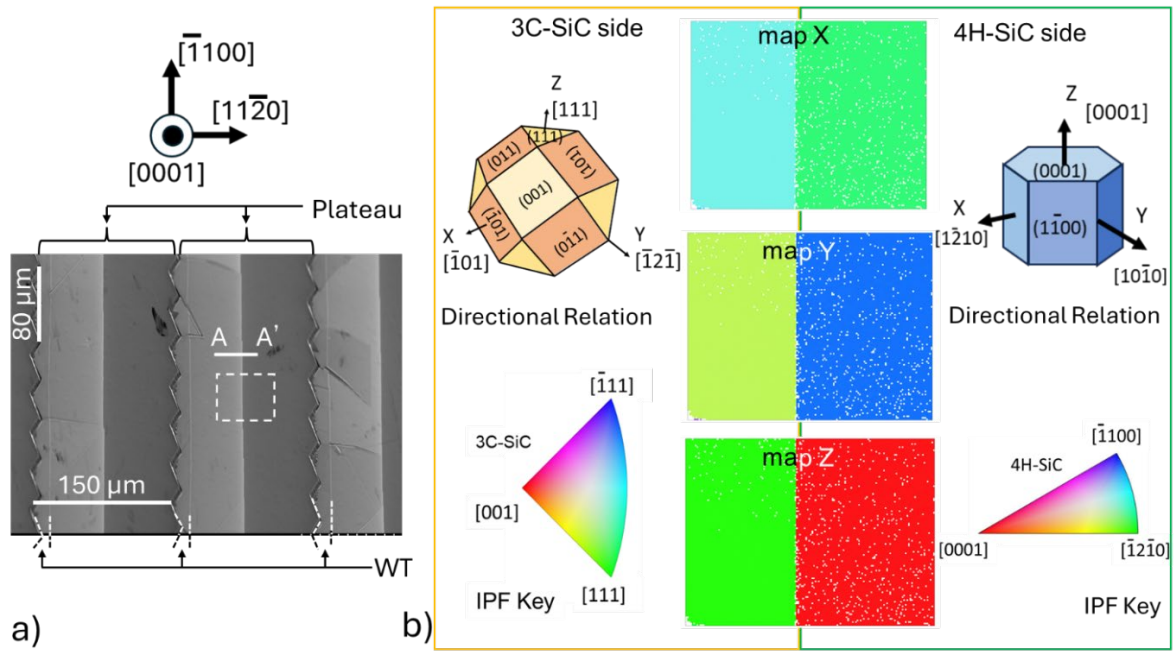 [1̅100]
[112̅0]
[0001]
Plateau
80 µm
A A'
150 µm
WT
a)
3C-SiC side
Z
[111]
(111)
(011)
(1̅01)
(001)
(1̅01)
(01̅1)
X
[1̅01]
Y
[1̅21̅]
Directional Relation
[1̅11]
3C-SiC
[001]
[111]
IPF Key
map X
map Y
map Z
4H-SiC side
Z
[0001]
(0001)
X
[12̅10]
(11̅00)
Y
[101̅0]
Directional Relation
[1̅100]
4H-SiC
[0001]
[1̅21̅0]
IPF Key
b)